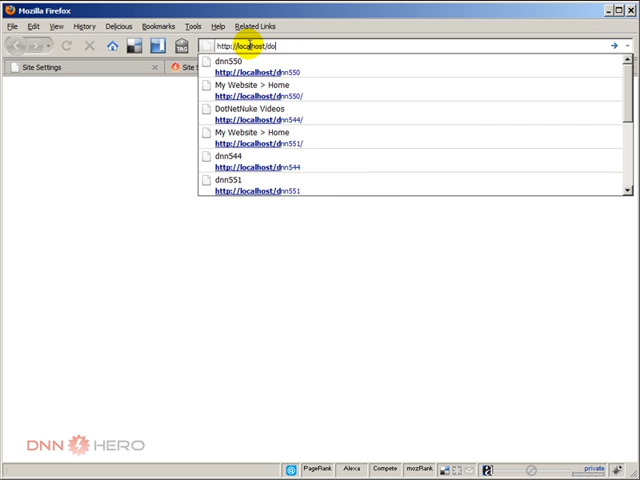 Mozilla Firefox
File Edit View History Delicious Bookmarks Tools Help Related Links
TAG
http://localhost/do
Site Settings
Site S
dnn550
http://localhost/dnn550
My Website > Home
http://localhost/dnn550/
DotNetNuke Videos
http://localhost/dnn544/
My Website > Home
http://localhost/dnn551/
dnn544
http://localhost/dnn544
dnn551
http://localhost/dnn551
DNN HERO
PageRank Alexa Compete mozRank private